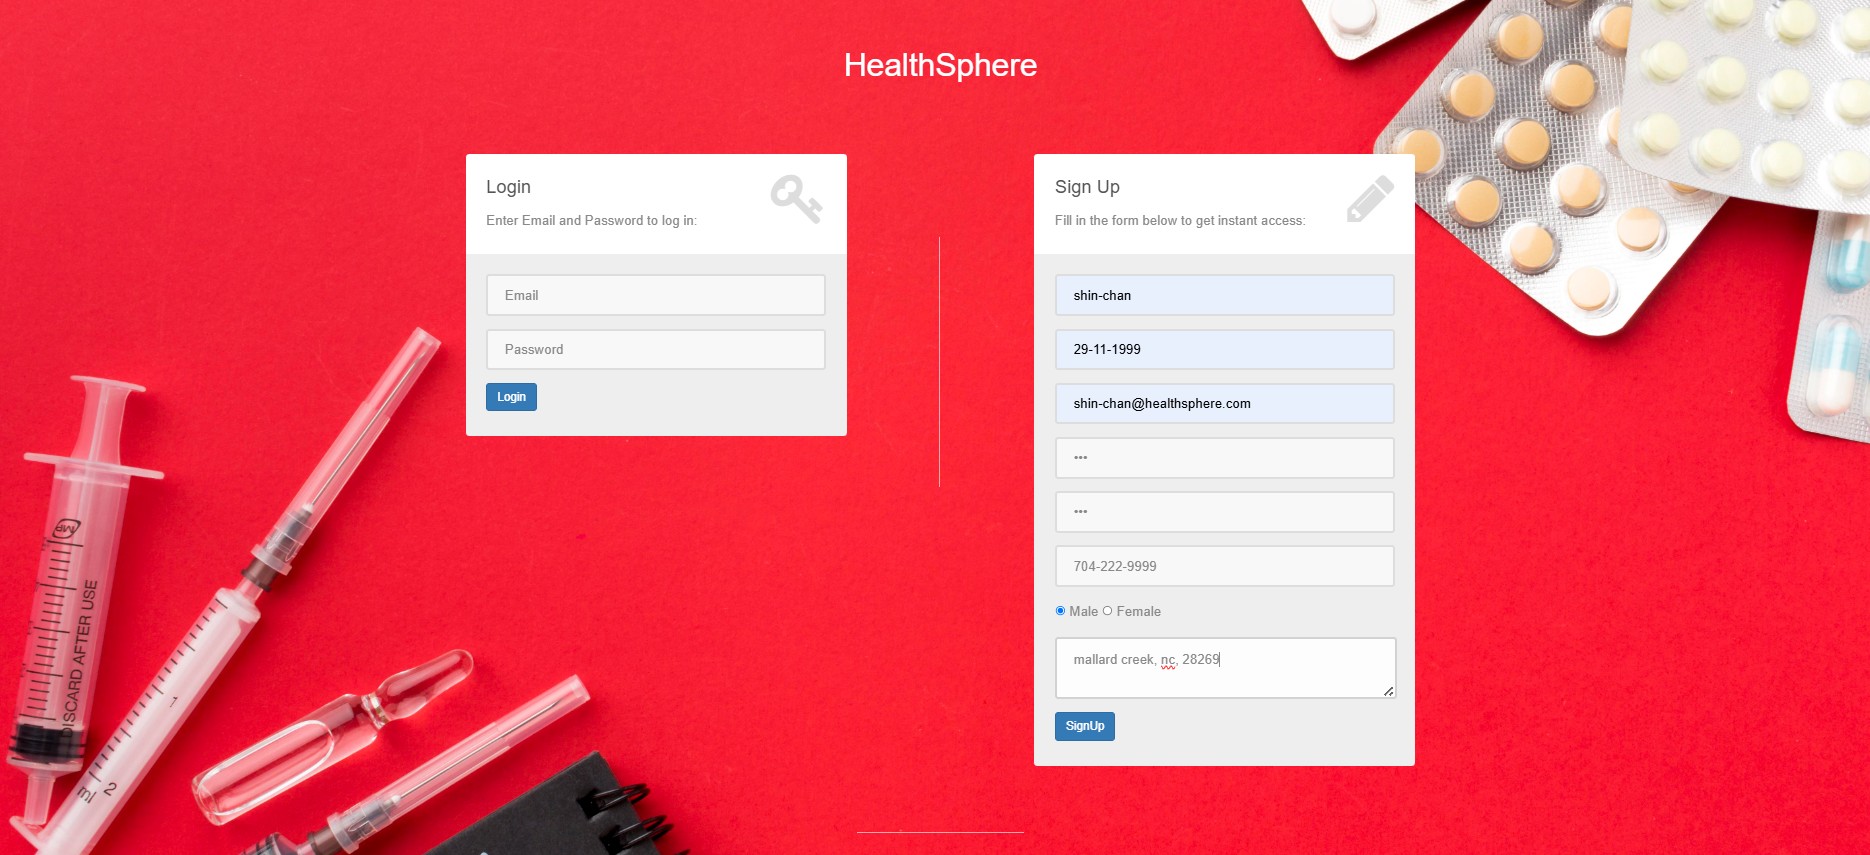 HealthSphere
Login
Enter Email and Password to log in:
Email
Password
Login
Sign Up
Fill in the form below to get instant access:
shin-chan
29-11-1999
shin-chan@healthsphere.com
•••
•••
704-222-9999
Male Female
mallard creek, nc, 28269
SignUp
MP
DISCARD AFTER USE
1
2
ml